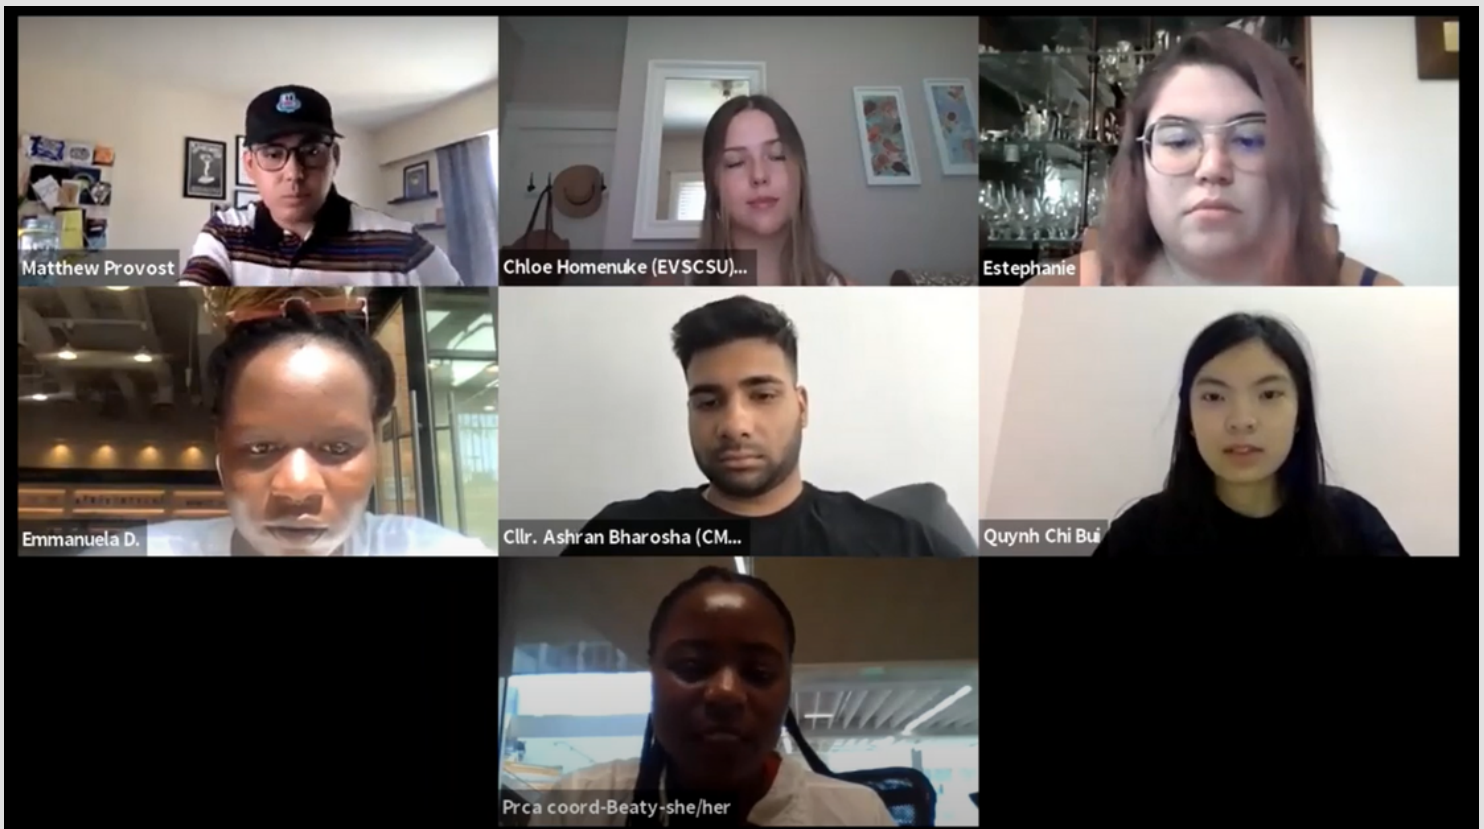 Matthew Provost
Chloe Homenuke (EVSCSU)...
Estephanie
Emmanuela D.
Cllr. Ashran Bharosha (CM...
Quynh Chi Bui
Prca coord-Beaty-she/her